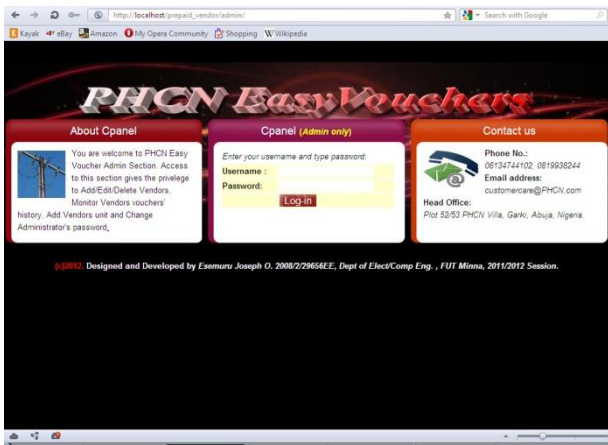 http://localhost/prepaid_vendor/admin/
Search with Google
Kayak eBay Amazon My Opera Community Shopping Wikipedia
PHCN EasyVouchers
About Cpanel
You are welcome to PHCN Easy
Voucher Admin Section. Access
to this section gives the privelege
to Add/Edit/Delete Vendors,
Monitor Vendors vouchers'
history, Add Vendors unit and Change
Administrator's password.
Cpanel (Admin only)
Enter your username and type password.
Username :
Password:
Log-in
Contact us
Phone No.:
08134744102, 0819938244
Email address:
customercare@PHCN.com
Head Office:
Plot 52/53 PHCN Villa, Garki, Abuja, Nigeria.
(c)2012. Designed and Developed by Esemuru Joseph O. 2008/2/29656EE, Dept of Elect/Comp Eng. , FUT Minna, 2011/2012 Session.